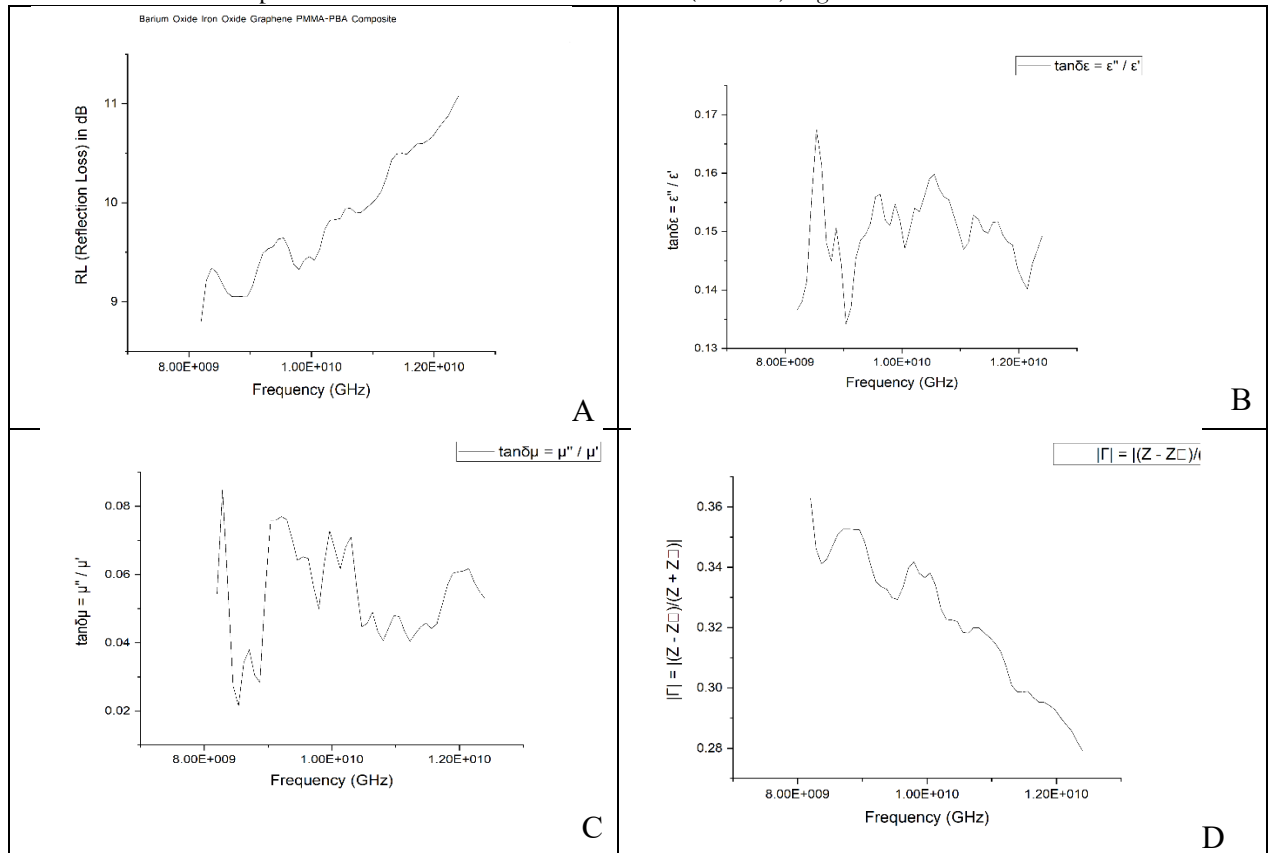 Barium Oxide Iron Oxide Graphene PMMA-PBA Composite
RL (Reflection Loss) in dB
11
10
9
8.00E+009 1.00E+010 1.20E+010
Frequency (GHz)
A
tanδε = ε" / ε'
tanδε = ε" / ε'
0.17
0.16
0.15
0.14
0.13
8.00E+009 1.00E+010 1.20E+010
Frequency (GHz)
B
tanδμ = μ" / μ'
tanδμ = μ" / μ'
0.08
0.06
0.04
0.02
8.00E+009 1.00E+010 1.20E+010
Frequency (GHz)
C
|Γ| = |(Z - Z□)/(
|Γ| = |(Z - Z□)/(Z + Z□)|
0.36
0.34
0.32
0.30
0.28
8.00E+009 1.00E+010 1.20E+010
Frequency (GHz)
D